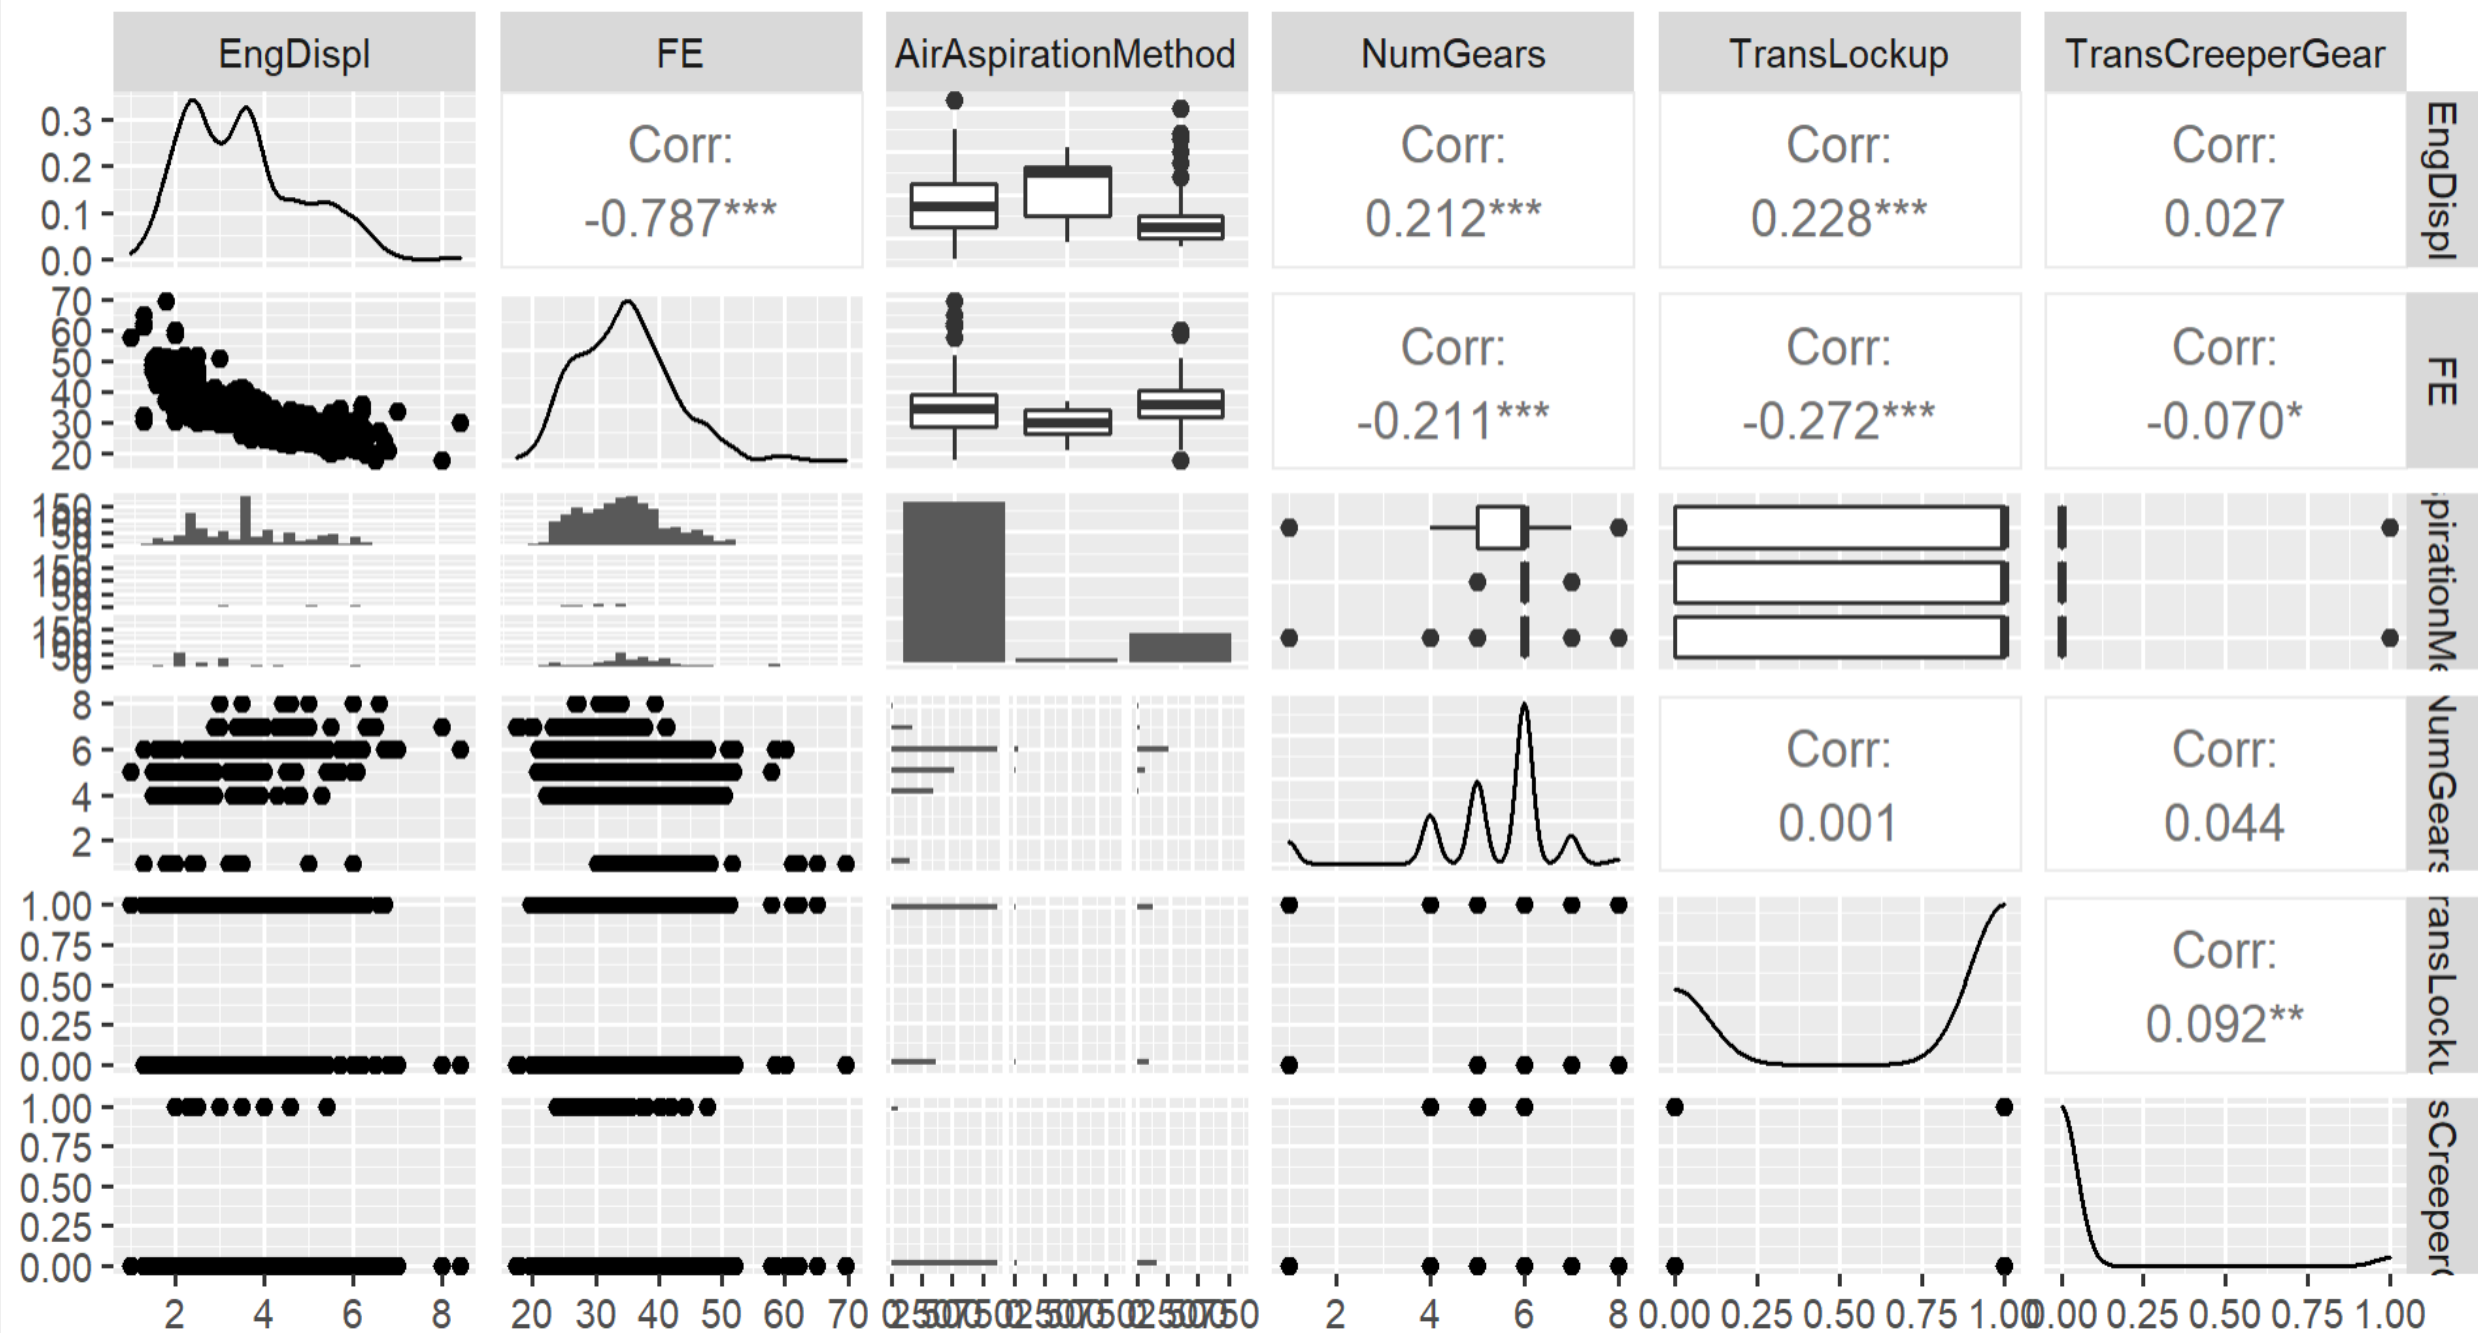 EngDispl FE AirAspirationMethod NumGears TransLockup TransCreeperGear
0.3
0.2
0.1
0.0
Corr:
-0.787***
Corr:
0.212***
Corr:
0.228***
Corr:
0.027
EngDispl
70
60
50
40
30
20
Corr:
-0.211***
Corr:
-0.272***
Corr:
-0.070*
FE
pirationMe
8
6
4
2
Corr:
0.001
Corr:
0.044
NumGears
1.00
0.75
0.50
0.25
0.00
Corr:
0.092**
ransLocku
1.00
0.75
0.50
0.25
0.00
sCreeper
2 4 6 8
20 30 40 50 60 70
2 4 6 8
0.00 0.25 0.50 0.75 1.00
0.00 0.25 0.50 0.75 1.00